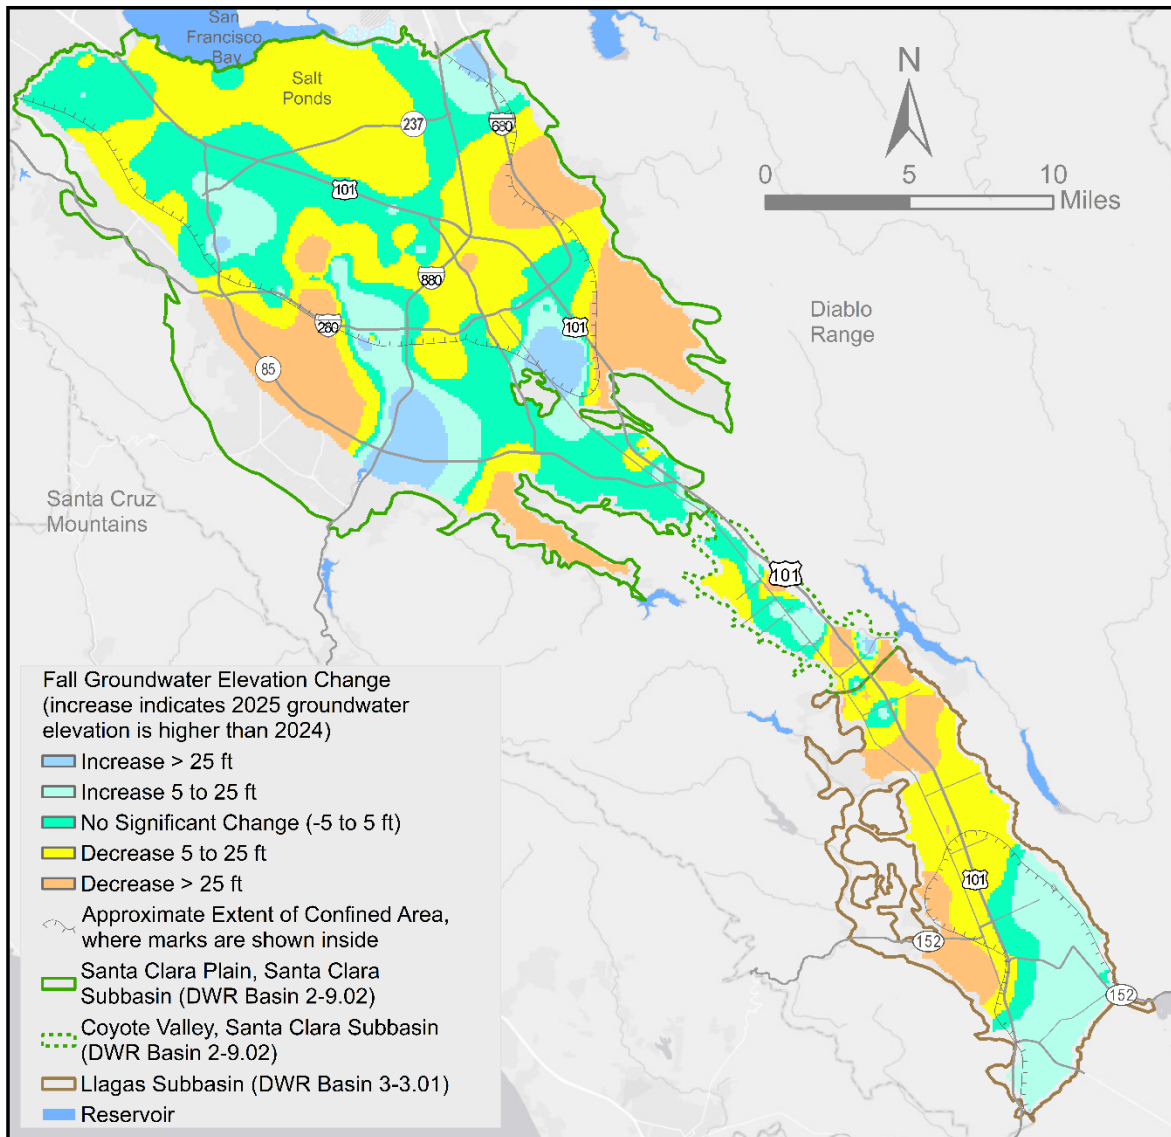 San
Francisco
Bay
Salt
Ponds
237
680
101
N
0 5 10
Miles
880
280
101
85
Diablo
Range
Santa Cruz
Mountains
101
101
152
152
Fall Groundwater Elevation Change
(increase indicates 2025 groundwater
elevation is higher than 2024)
Increase > 25 ft
Increase 5 to 25 ft
No Significant Change (-5 to 5 ft)
Decrease 5 to 25 ft
Decrease > 25 ft
Approximate Extent of Confined Area,
where marks are shown inside
Santa Clara Plain, Santa Clara
Subbasin (DWR Basin 2-9.02)
Coyote Valley, Santa Clara Subbasin
(DWR Basin 2-9.02)
Llagas Subbasin (DWR Basin 3-3.01)
Reservoir